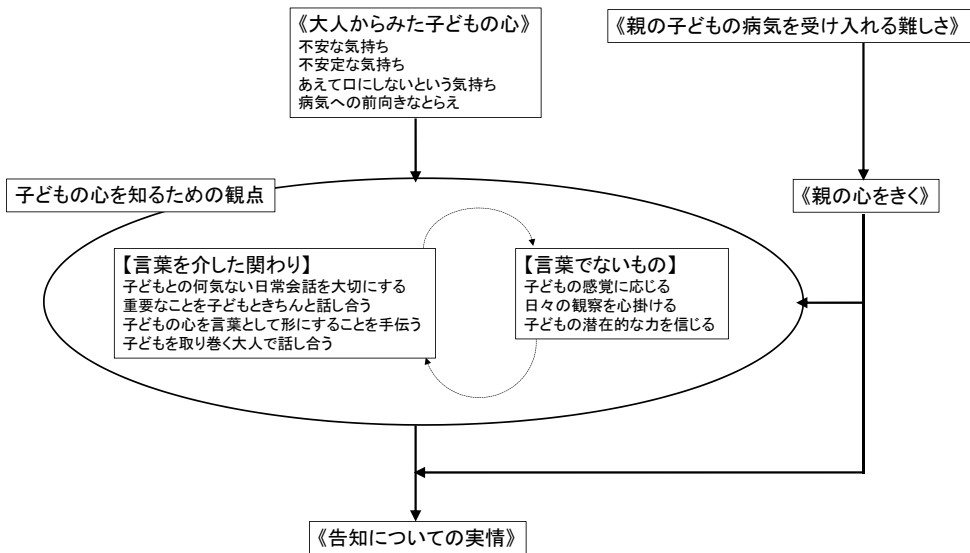 《大人からみた子どもの心》
不安な気持ち
不安定な気持ち
あえて口にしないという気持ち
病気への前向きなとらえ
《親の子どもの病気を受け入れる難しさ》
子どもの心を知るための観点
《親の心をきく》
【言葉を介した関わり】
子どもとの何気ない日常会話を大切にする
重要なことを子どもときちんと話し合う
子どもの心を言葉として形にすることを手伝う
子どもを取り巻く大人で話し合う
【言葉でないもの】
子どもの感覚に応じる
日々の観察を心掛ける
子どもの潜在的な力を信じる
《告知についての実情》